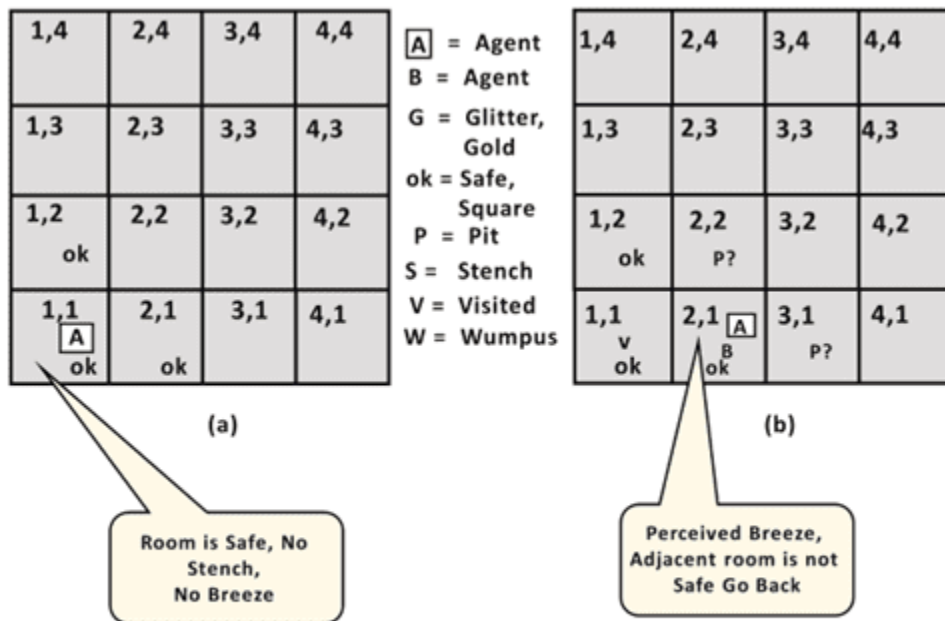 1,4 2,4 3,4 4,4
1,3 2,3 3,3 4,3
1,2 2,2 3,2 4,2
ok
1,1 2,1 3,1 4,1
A
ok ok
(a)
Room is Safe, No
Stench,
No Breeze
A = Agent
B = Agent
G = Glitter,
Gold
ok = Safe,
Square
P = Pit
S = Stench
V = Visited
W = Wumpus
1,4 2,4 3,4 4,4
1,3 2,3 3,3 4,3
1,2 2,2 3,2 4,2
ok P?
1,1 2,1 A 3,1 4,1
v B P?
ok ok
(b)
Perceived Breeze,
Adjacent room is not
Safe Go Back